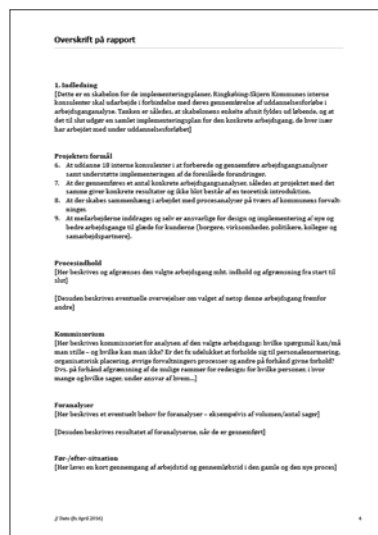 Overskrift på rapport
1. Indledning
[Dette er en skabelon for de implementeringsplaner, Ringkøbing-Skjern Kommunes interne
konsulenter skal udarbejde i forbindelse med deres gennemførelse af uddannelsesforløbe i
arbejdsgangsanalyse. Tanken er således, at skabelonens enkelte afsnit fyldes ud løbende, og at
det til slut udgør en samlet implementeringsplan for den konkrete arbejdsgang, de hver især
har arbejdet med under uddannelsesforløbet]
Projektets formål
6. At uddanne 18 interne konsulenter i at forberede og gennemføre arbejdsgangsanalyser
samt understøtte implementeringen af de foreslåede forandringer.
7. At der gennemføres et antal konkrete arbejdsgangsanalyser, således at projektet med det
samme giver konkrete resultater og ikke blot består af en teoretisk introduktion.
8. At der skabes sammenhæng i arbejdet med procesanalyser på tværs af kommunens forvalt-
ninger.
9. At medarbejderne inddrages og selv er ansvarlige for design og implementering af nye og
bedre arbejdsgange til glæde for kunderne (borgere, virksomheder, politikere, kolleger og
samarbejdspartnere).
Procesindhold
[Her beskrives og afgrænses den valgte arbejdsgang mht. indhold og afgrænsning fra start til
slut]
[Desuden beskrives eventuelle overvejelser om valget af netop denne arbejdsgang fremfor
andre]
Kommissorium
[Her beskrives kommissoriet for analysen af den valgte arbejdsgang: hvilke spørgsmål kan/må
man stille – og hvilke kan man ikke? Er det fx udelukket at forholde sig til personalenormering,
organisatorisk placering, øvrige forvaltningers processer og andre på forhånd givne forhold?
Dvs. på forhånd afgrænsning af de mulige rammer for redesign: for hvilke personer, i hvor
mange og hvilke sager, under ansvar af hvem...]
Foranalyser
[Her beskrives et eventuelt behov for foranalyser – eksempelvis af volumen/antal sager]
[Desuden beskrives resultatet af foranalyserne, når de er gennemført]
Før-/efter-situation
[Her laves en kort gennemgang af arbejdstid og gennemløbstid i den gamle og den nye proces]
// Dato (fx April 2016)
4